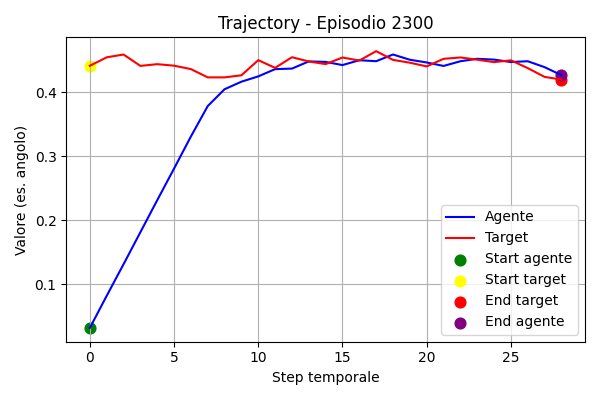 Trajectory - Episodio 2300
Valore (es. angolo)
0.4
0.3
0.2
0.1
0
5
10
15
20
25
Step temporale
Agente
Target
Start agente
Start target
End target
End agente